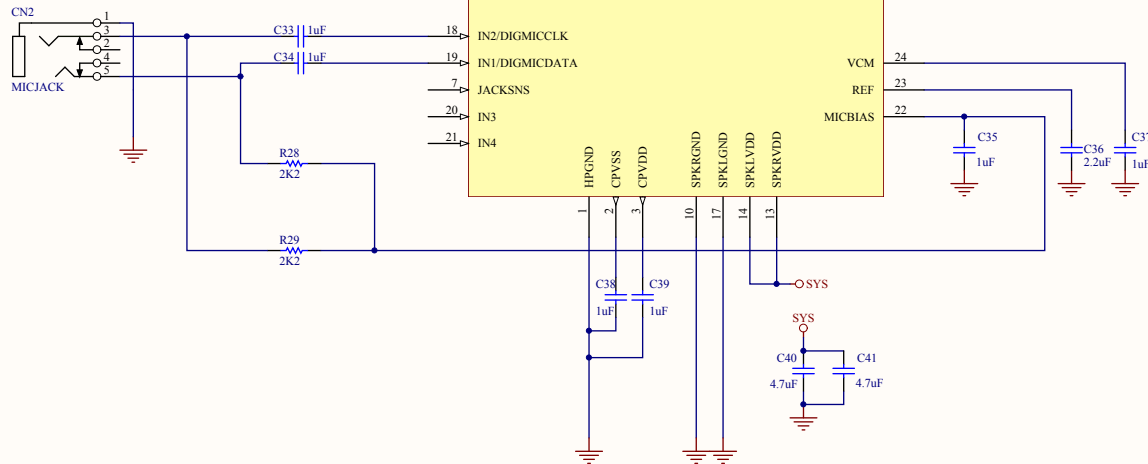 CN2
1
3
2
4
5
MICJACK
C33 1uF
C34 1uF
18 IN2/DIGMICCLK
19 IN1/DIGMICDATA
7 JACKSNS
20 IN3
21 IN4
VCM 24
REF 23
MICBIAS 22
HPGND
CPVSS
CPVDD
SPKRGND
SPKLGND
SPKLVDD
SPKRVDD
1
2
3
10
17
14
13
C35
1uF
C36
2.2uF
C37
1uF
R28
2K2
R29
2K2
C38
1uF
C39
1uF
SYS
SYS
C40
4.7uF
C41
4.7uF